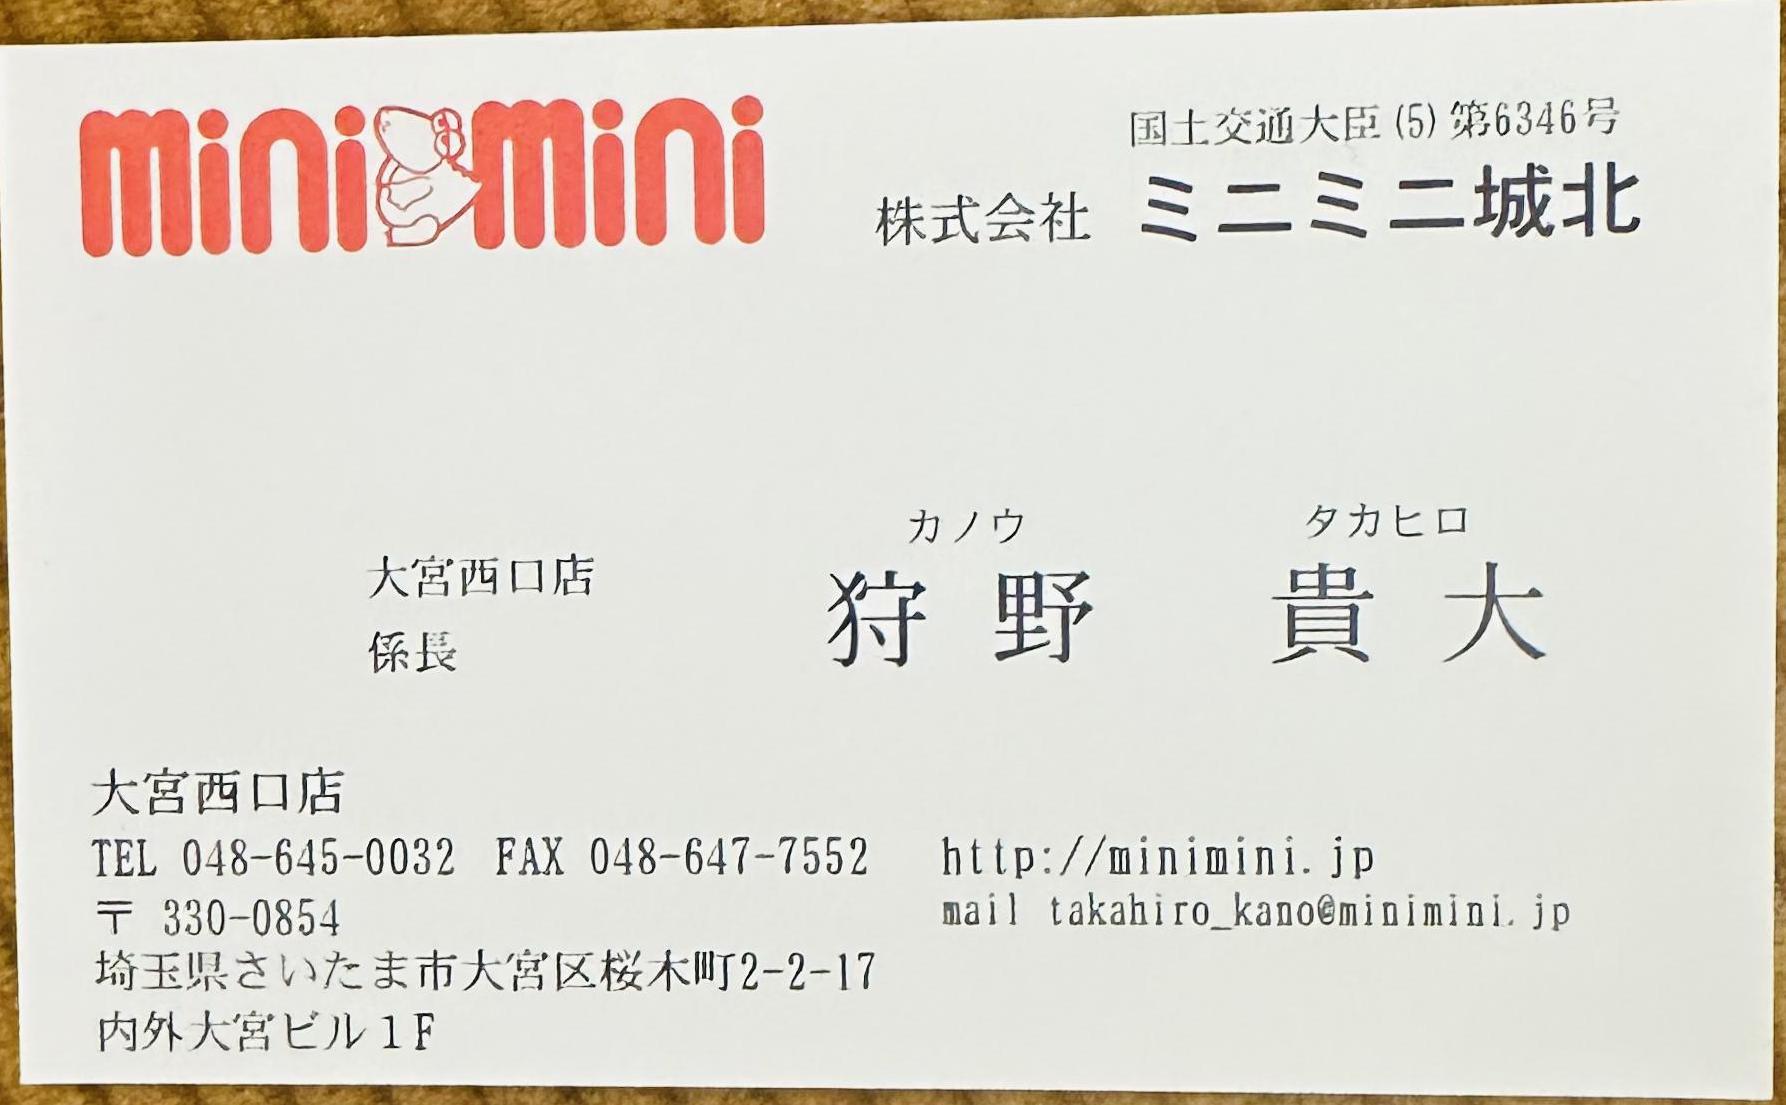 minimini
国土交通大臣(5)第6346号
株式会社 ミニミニ城北
カノウ タカヒロ
大宮西口店
狩野 貴大
係長
大宮西口店
TEL 048-645-0032 FAX 048-647-7552
http://minimini.jp
〒 330-0854
mail takahiro_kano@minimini.jp
埼玉県さいたま市大宮区桜木町2-2-17
内外大宮ビル1F